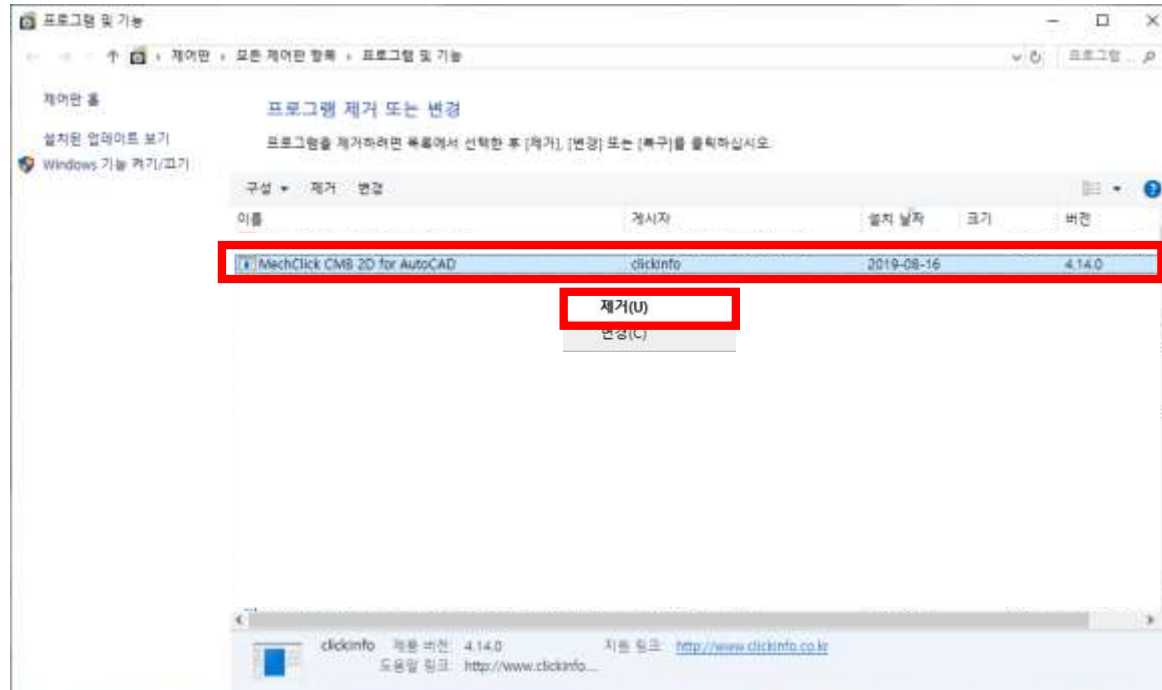 프로그램 및 기능
제어판 › 모든 제어판 항목 › 프로그램 및 기능
프로그램...
제어판 홈
설치된 업데이트 보기
Windows 기능 켜기/끄기
프로그램 제거 또는 변경
프로그램을 제거하려면 목록에서 선택한 후 [제거], [변경] 또는 [복구]를 클릭하십시오.
구성 제거 변경
이름 게시자 설치 날짜 크기 버전
MechClick CM8 2D for AutoCAD clickinfo 2019-08-16 4.14.0
제거(U)
변경(C)
clickinfo 제품 버전: 4.14.0 지원 링크: http://www.clickinfo.co.kr
도움말 링크: http://www.clickinfo...